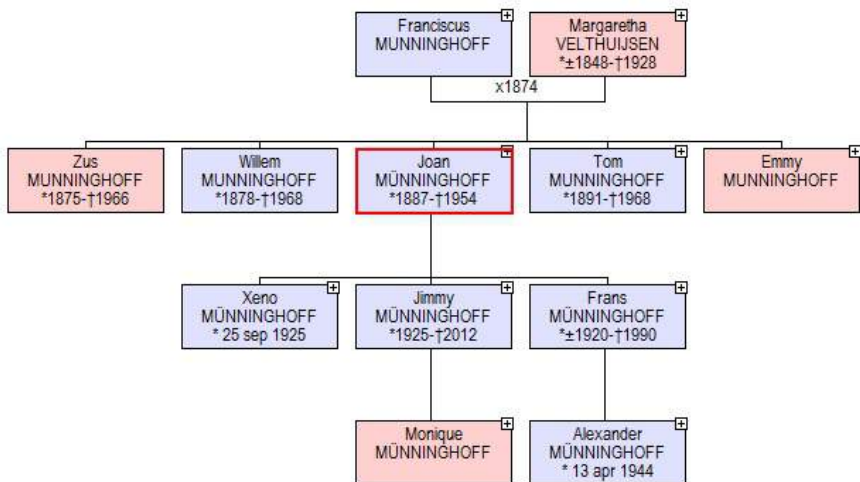 Franciscus
MUNNINGHOFF
Margaretha
VELTHUIJSEN
*±1848-†1928
x1874
Zus
MUNNINGHOFF
*1875-†1966
Willem
MUNNINGHOFF
*1878-†1968
Joan
MÜNNINGHOFF
*1887-†1954
Tom
MUNNINGHOFF
*1891-†1968
Emmy
MUNNINGHOFF
Xeno
MÜNNINGHOFF
* 25 sep 1925
Jimmy
MÜNNINGHOFF
*1925-†2012
Frans
MÜNNINGHOFF
*±1920-†1990
Monique
MÜNNINGHOFF
Alexander
MÜNNINGHOFF
* 13 apr 1944